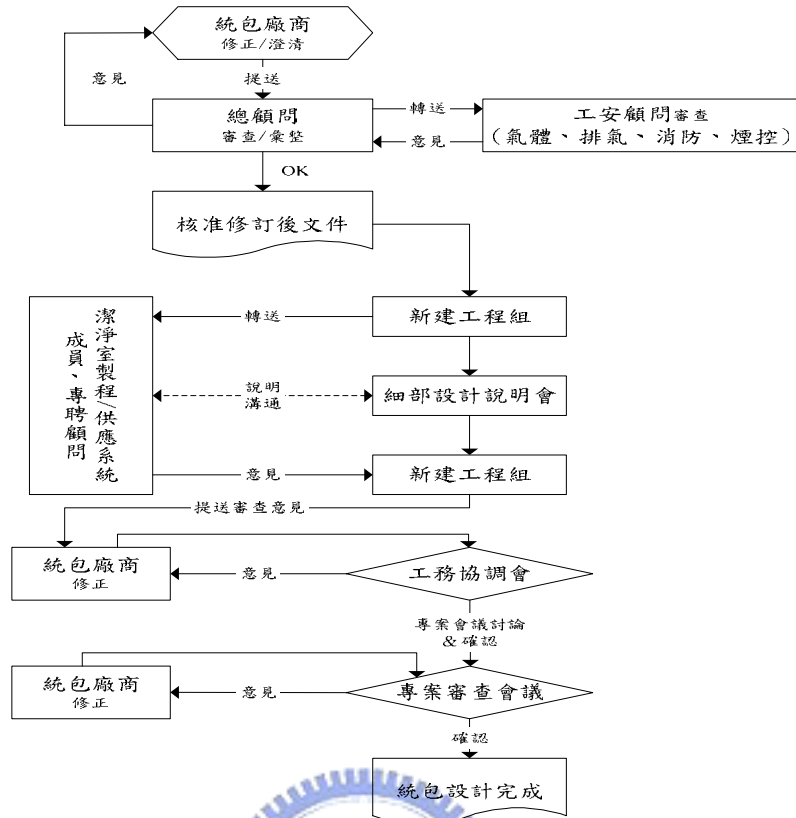 統包廠商
修正/澄清
意見
提送
總顧問
審查/彙整
轉送
意見
工安顧問審查
(氣體、排氣、消防、煙控)
OK
核准修訂後文件
新建工程組
轉送
潔淨室製程/供應系統
成員、專聘顧問
說明
溝通
細部設計說明會
意見
新建工程組
提送審查意見
統包廠商
修正
意見
工務協調會
專案會議討論
&確認
統包廠商
修正
意見
專案審查會議
確認
統包設計完成